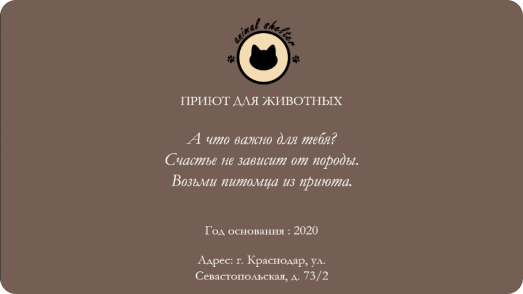 animal shelter
ПРИЮТ ДЛЯ ЖИВОТНЫХ
А что важно для тебя?
Счастье не зависит от породы.
Возьми питомца из приюта.
Год основания : 2020
Адрес: г. Краснодар, ул.
Севастопольская, д. 73/2